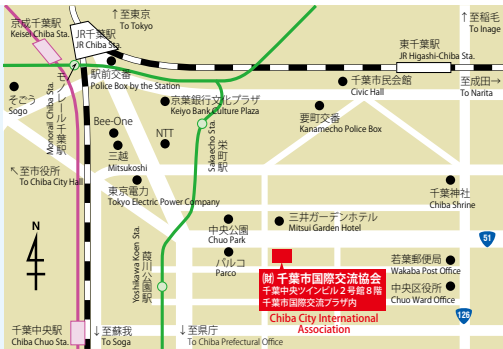 ↑至東京
To Tokyo
↑至稲毛
To Inage
京成千葉駅
Keisei Chiba Sta.
JR千葉駅
JR Chiba Sta.
東千葉駅
JR Higashi-Chiba Sta.
駅前交番
Police Box by the Station
千葉市民会館
Civic Hall
至成田→
To Narita
そごう
Sogo
モノレール千葉駅
Monorail Chiba Sta.
京葉銀行文化プラザ
Keiyo Bank Culture Plaza
要町交番
Kanamecho Police Box
Bee-One
NTT
栄町駅
Sakaecho Sta.
三越
Mitsukoshi
↖至市役所
To Chiba City Hall
東京電力
Tokyo Electric Power Company
千葉神社
Chiba Shrine
N
葭川公園駅
Yoshikawa Koen Sta.
中央公園
Chuo Park
三井ガーデンホテル
Mitsui Garden Hotel
51
パルコ
Parco
若葉郵便局
Wakaba Post Office
㈶千葉市国際交流協会
千葉中央ツインビル2号館8階
千葉市国際交流プラザ内
中央区役所
Chuo Ward Office
Chiba City International
Association
126
千葉中央駅
Chiba Chuo Sta.
↓至蘇我
To Soga
↓至県庁
To Chiba Prefectural Office